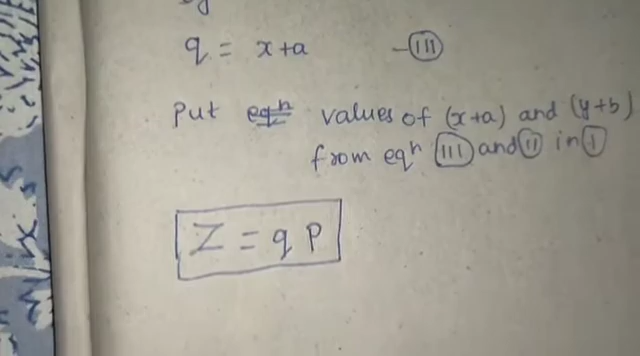 q = x+a -(III)
Put eqn values of (x+a) and (y+b)
from eqn (III) and (II) in (I)
Z = q p